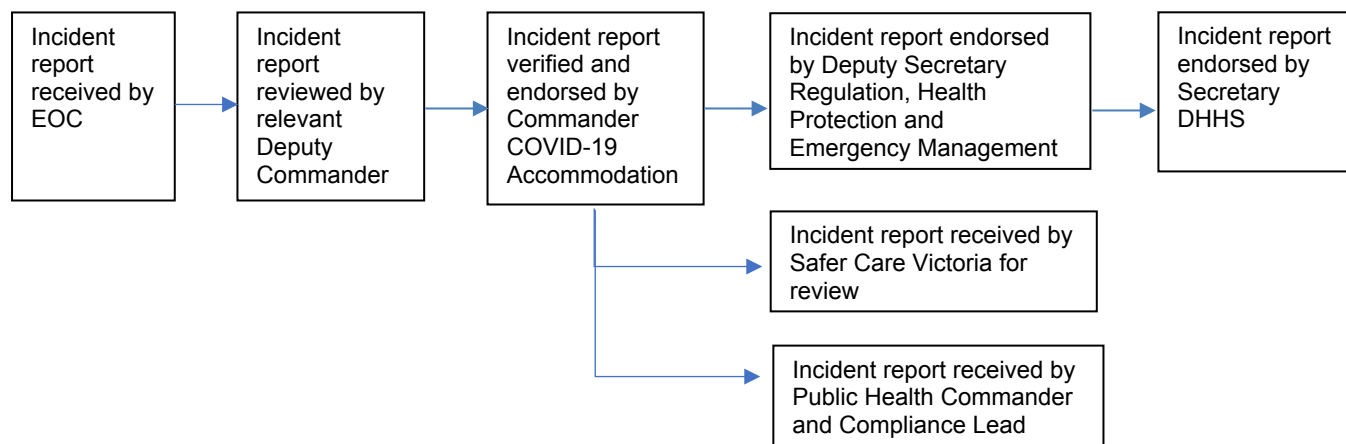 Incident
report
received by
EOC
Incident
report
reviewed by
relevant
Deputy
Commander
Incident report
verified and
endorsed by
Commander
COVID-19
Accommodation
Incident report endorsed
by Deputy Secretary
Regulation, Health
Protection and
Emergency Management
Incident report
endorsed by
Secretary
DHHS
Incident report received by
Safer Care Victoria for
review
Incident report received by
Public Health Commander
and Compliance Lead